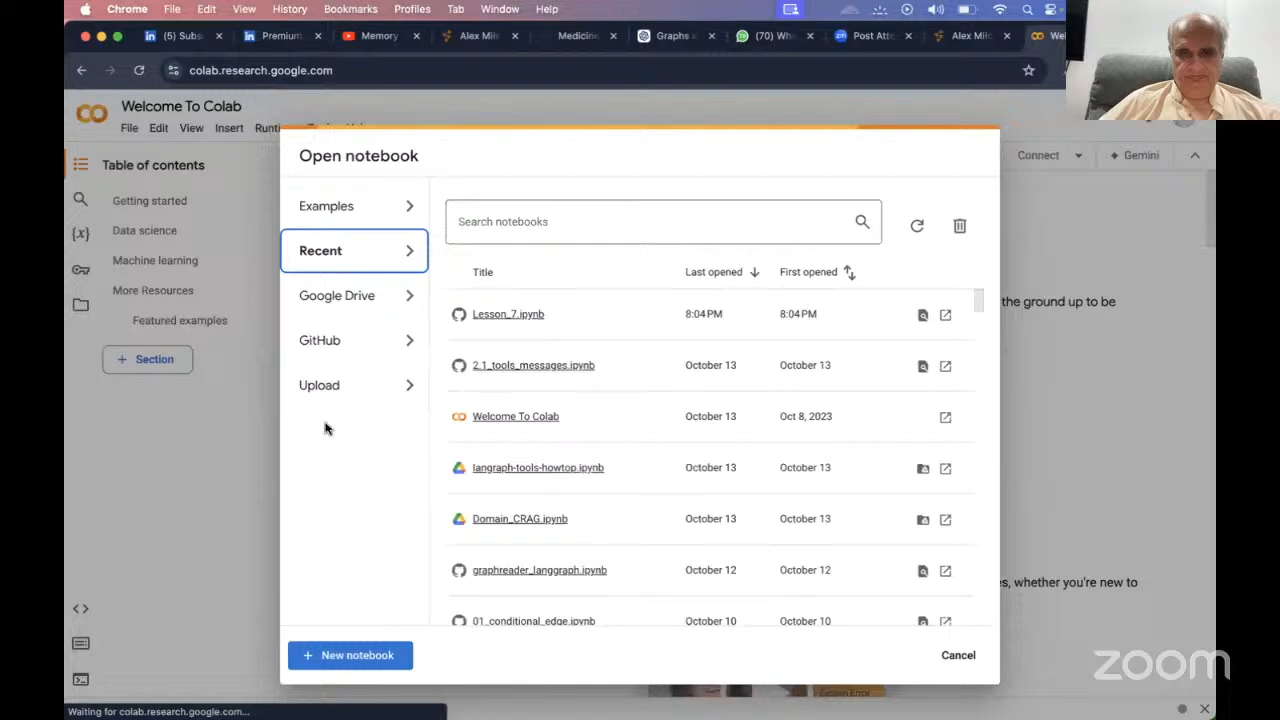 Chrome File Edit View History Bookmarks Profiles Tab Window Help
(5) Subs Premium Memory Alex Mil Medicine Graphs (70) Wh Post Att Alex Mil We
colab.research.google.com
Welcome To Colab
File Edit View Insert Runti
Connect Gemini
Table of contents
Getting started
Data science
Machine learning
More Resources
Featured examples
+ Section
Open notebook
Examples
Recent
Google Drive
GitHub
Upload
Search notebooks
Title Last opened First opened
Lesson_7.ipynb 8:04 PM 8:04 PM
2.1_tools_messages.ipynb October 13 October 13
Welcome To Colab October 13 Oct 8, 2023
langraph-tools-howtop.ipynb October 13 October 13
Domain_CRAG.ipynb October 13 October 13
graphreader_langgraph.ipynb October 12 October 12
01_conditional_edge.ipynb October 10 October 10
+ New notebook
Cancel
the ground up to be
s, whether you're new to
zoom
Waiting for colab.research.google.com...